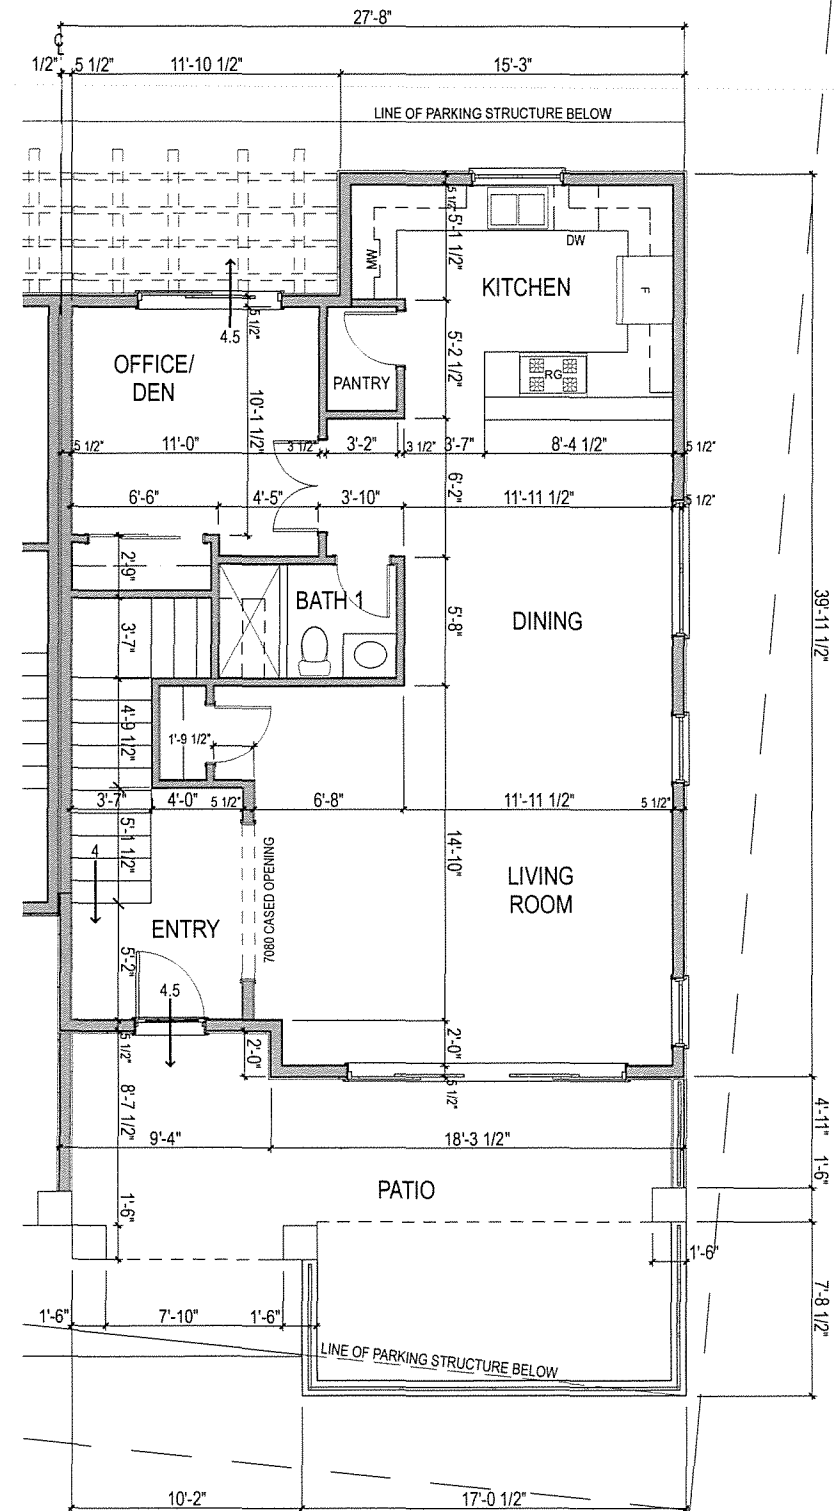 27'-8"
C
L
1/2" 5 1/2" 11'-10 1/2" 15'-3"
LINE OF PARKING STRUCTURE BELOW
5 1/2"
5'-1 1/2"
DW
MW
KITCHEN
F
4.5
5 1/2"
OFFICE/
DEN
5'-2 1/2"
PANTRY
RG
10'-1 1/2"
5 1/2" 11'-0" 3 1/2" 3'-2" 3 1/2" 3'-7" 8'-4 1/2" 5 1/2"
6'-2"
6'-6" 4'-5" 3'-10" 11'-11 1/2" 5 1/2"
2'-9"
BATH 1
5'-8"
DINING
39'-11 1/2"
3'-7"
4'-9 1/2"
1'-9 1/2"
3'-7" 4'-0" 5 1/2" 6'-8" 11'-11 1/2" 5 1/2"
5'-1 1/2"
14'-10"
4
7080 CASED OPENING
LIVING
ROOM
ENTRY
5'-2"
4.5
5 1/2"
2'-0"
2'-0"
5 1/2"
8'-7 1/2"
4'-11"
9'-4" 18'-3 1/2"
1'-6"
PATIO
1'-6"
1'-6"
7'-8 1/2"
1'-6" 7'-10" 1'-6"
LINE OF PARKING STRUCTURE BELOW
10'-2" 17'-0 1/2"